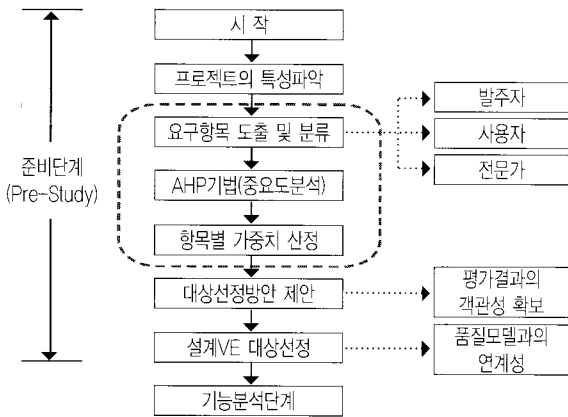 시 작
프로젝트의 특성파악
요구항목 도출 및 분류
발주자
사용자
전문가
준비단계
(Pre-Study)
AHP기법(중요도분석)
항목별 가중치 산정
대상선정방안 제안
평가결과의
객관성 확보
설계VE 대상선정
품질모델과의
연계성
기능분석단계